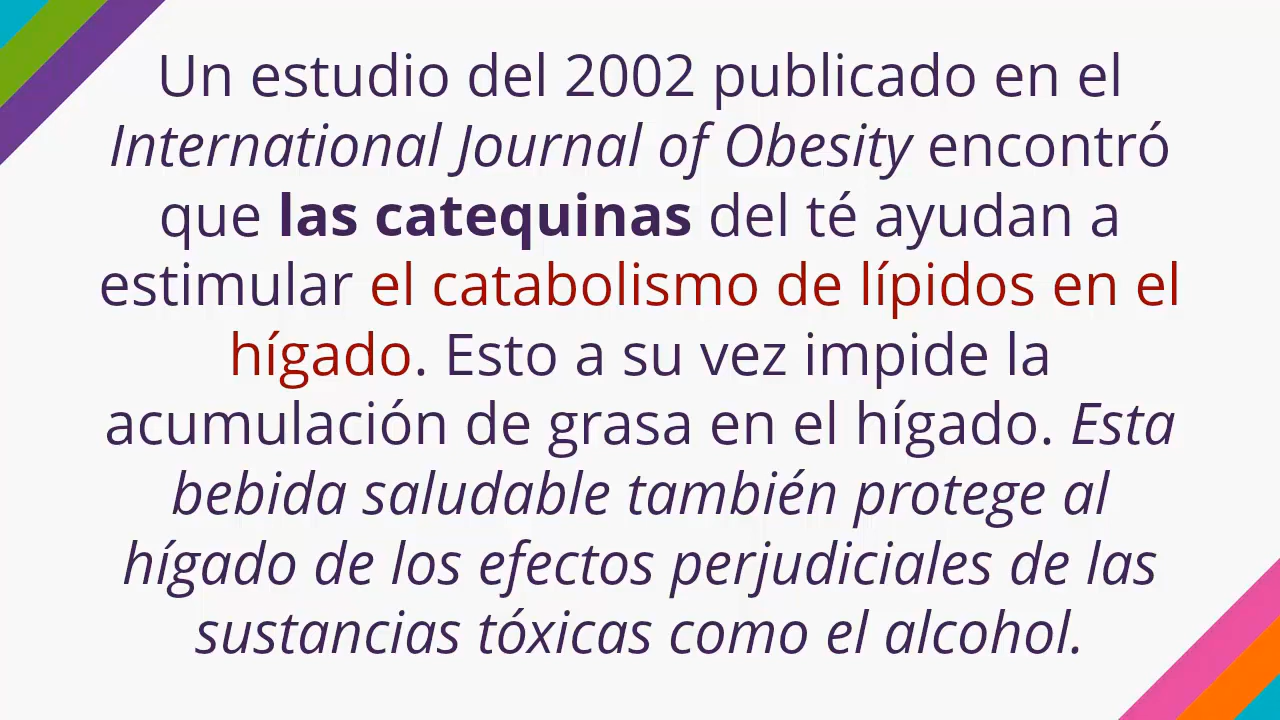 Un estudio del 2002 publicado en el
International Journal of Obesity encontró
que las catequinas del té ayudan a
estimular el catabolismo de lípidos en el
hígado. Esto a su vez impide la
acumulación de grasa en el hígado. Esta
bebida saludable también protege al
hígado de los efectos perjudiciales de las
sustancias tóxicas como el alcohol.